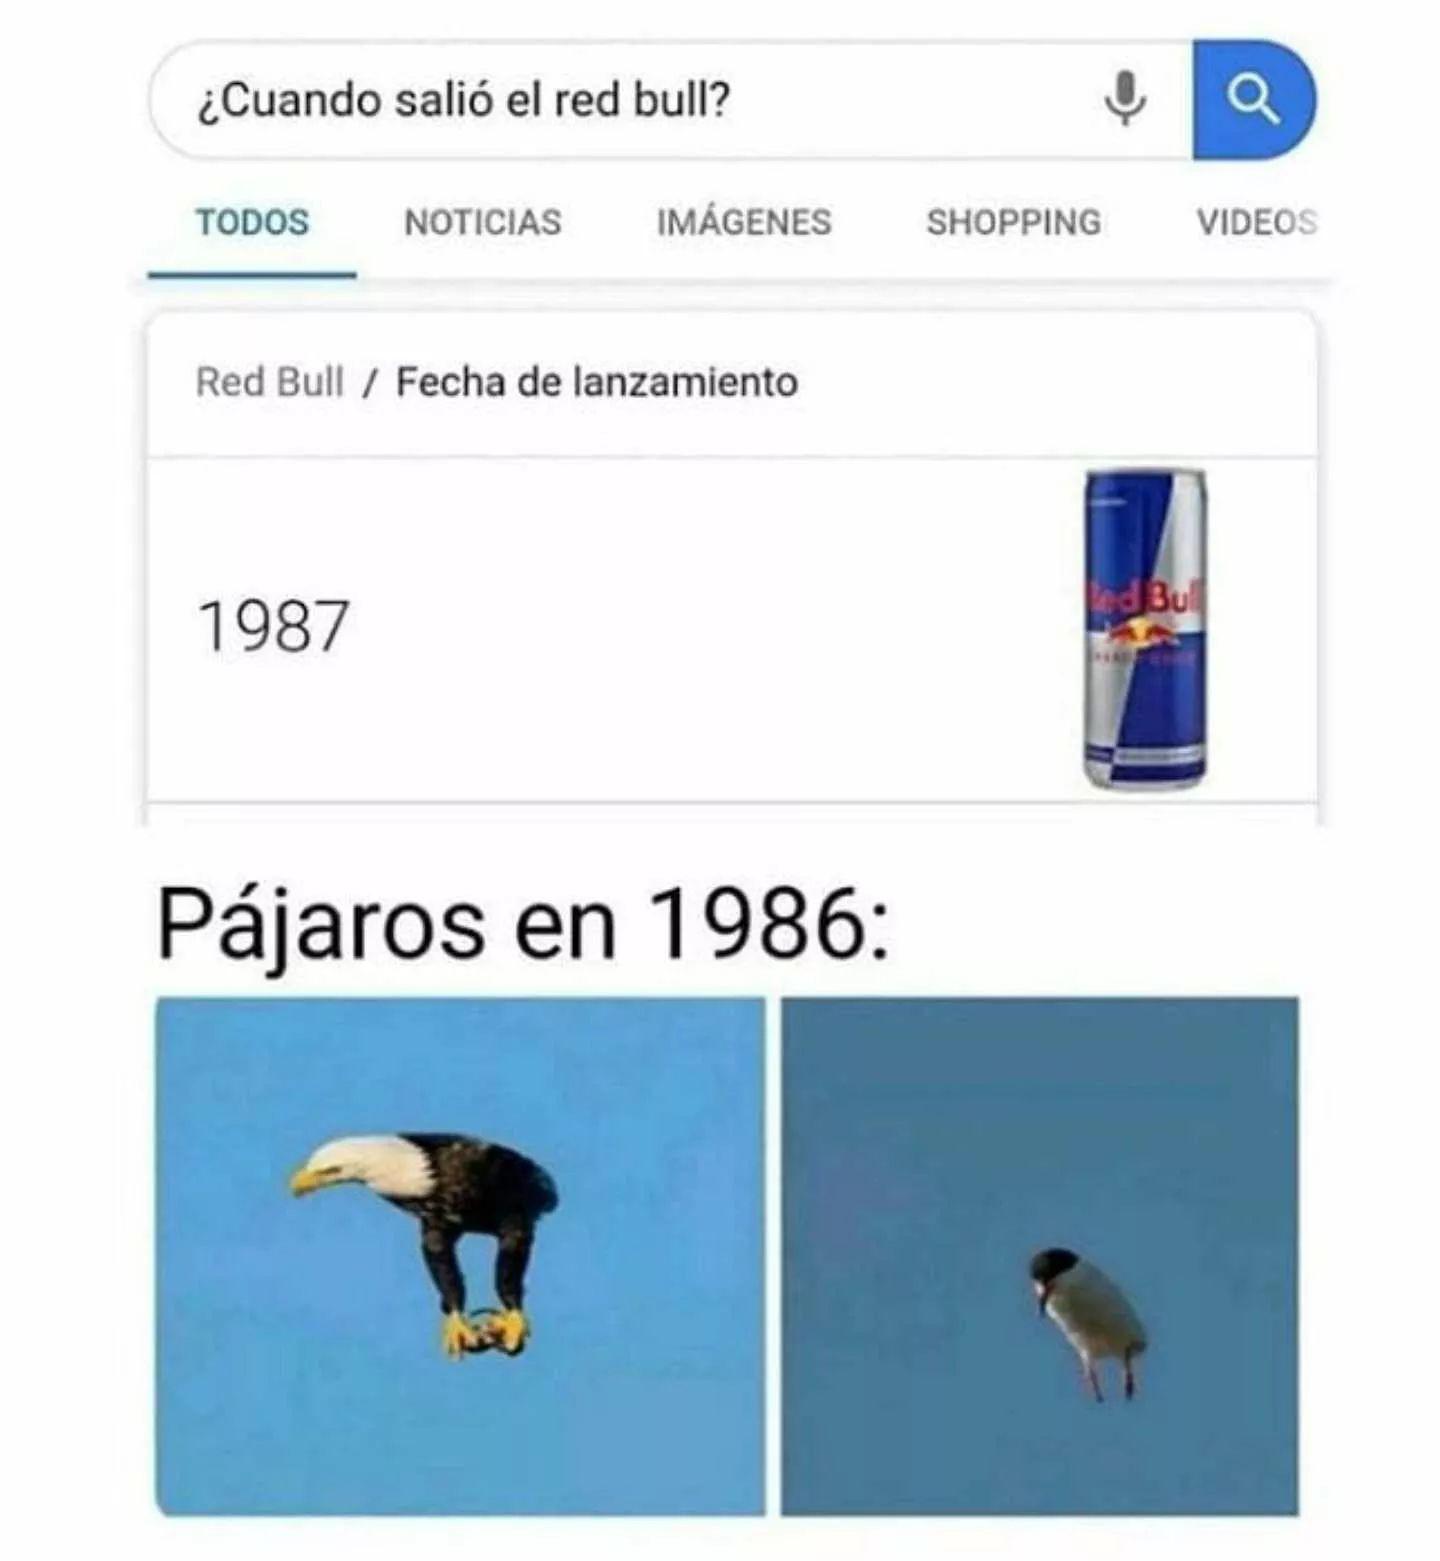 ¿Cuando salió el red bull?
TODOS NOTICIAS IMÁGENES SHOPPING VIDEOS
Red Bull / Fecha de lanzamiento
1987
Red Bull
Pájaros en 1986: